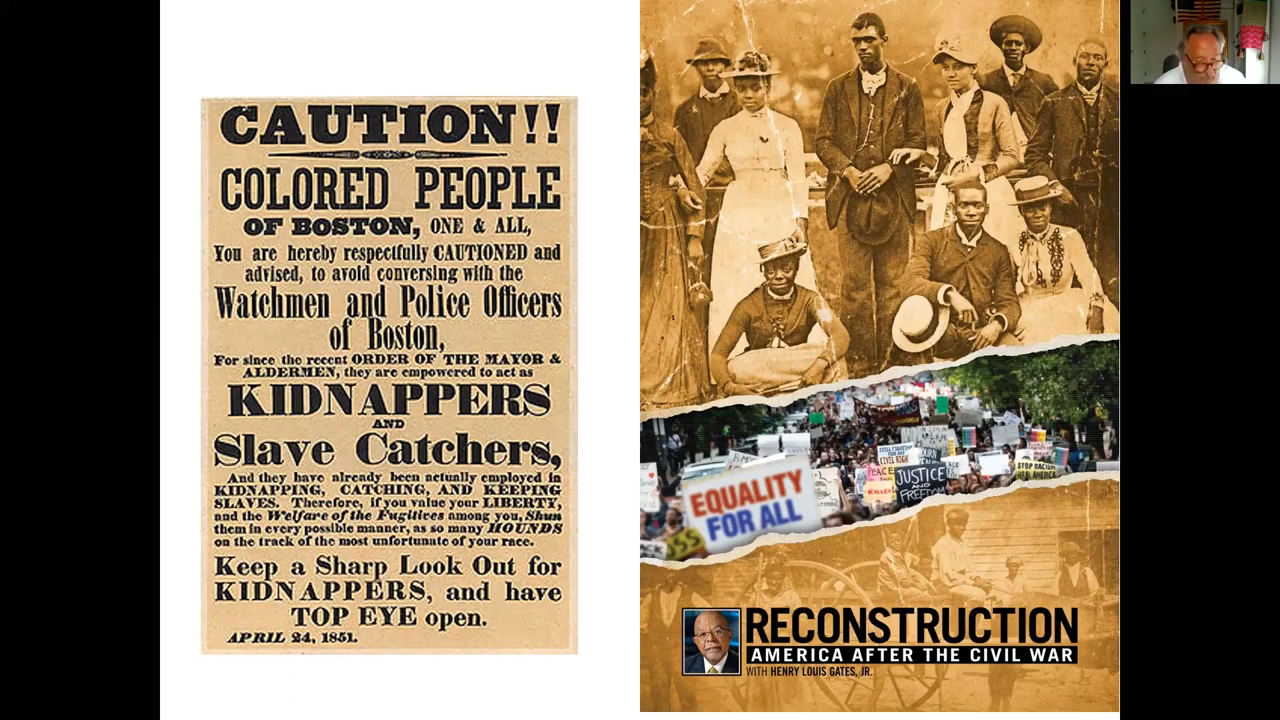 CAUTION!!
COLORED PEOPLE
OF BOSTON, ONE & ALL,
You are hereby respectfully CAUTIONED and
advised, to avoid conversing with the
Watchmen and Police Officers
of Boston,
For since the recent ORDER OF THE MAYOR &
ALDERMEN, they are empowered to act as
KIDNAPPERS
AND
Slave Catchers,
And they have already been actually employed in
KIDNAPPING, CATCHING, AND KEEPING
SLAVES. Therefore, if you value your LIBERTY,
and the Welfare of the Fugitives among you, Shun
them in every possible manner, as so many HOUNDS
on the track of the most unfortunate of your race.
Keep a Sharp Look Out for
KIDNAPPERS, and have
TOP EYE open.
APRIL 24, 1851.
CIVIL RIGH
PEACE
JUSTICE
AND
FREEDOM
STOP RACISM
EQUALITY
FOR ALL
RECONSTRUCTION
AMERICA AFTER THE CIVIL WAR
WITH HENRY LOUIS GATES, JR.